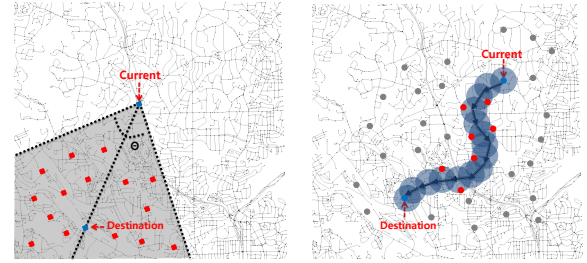 Current
Θ
Destination
Current
Destination